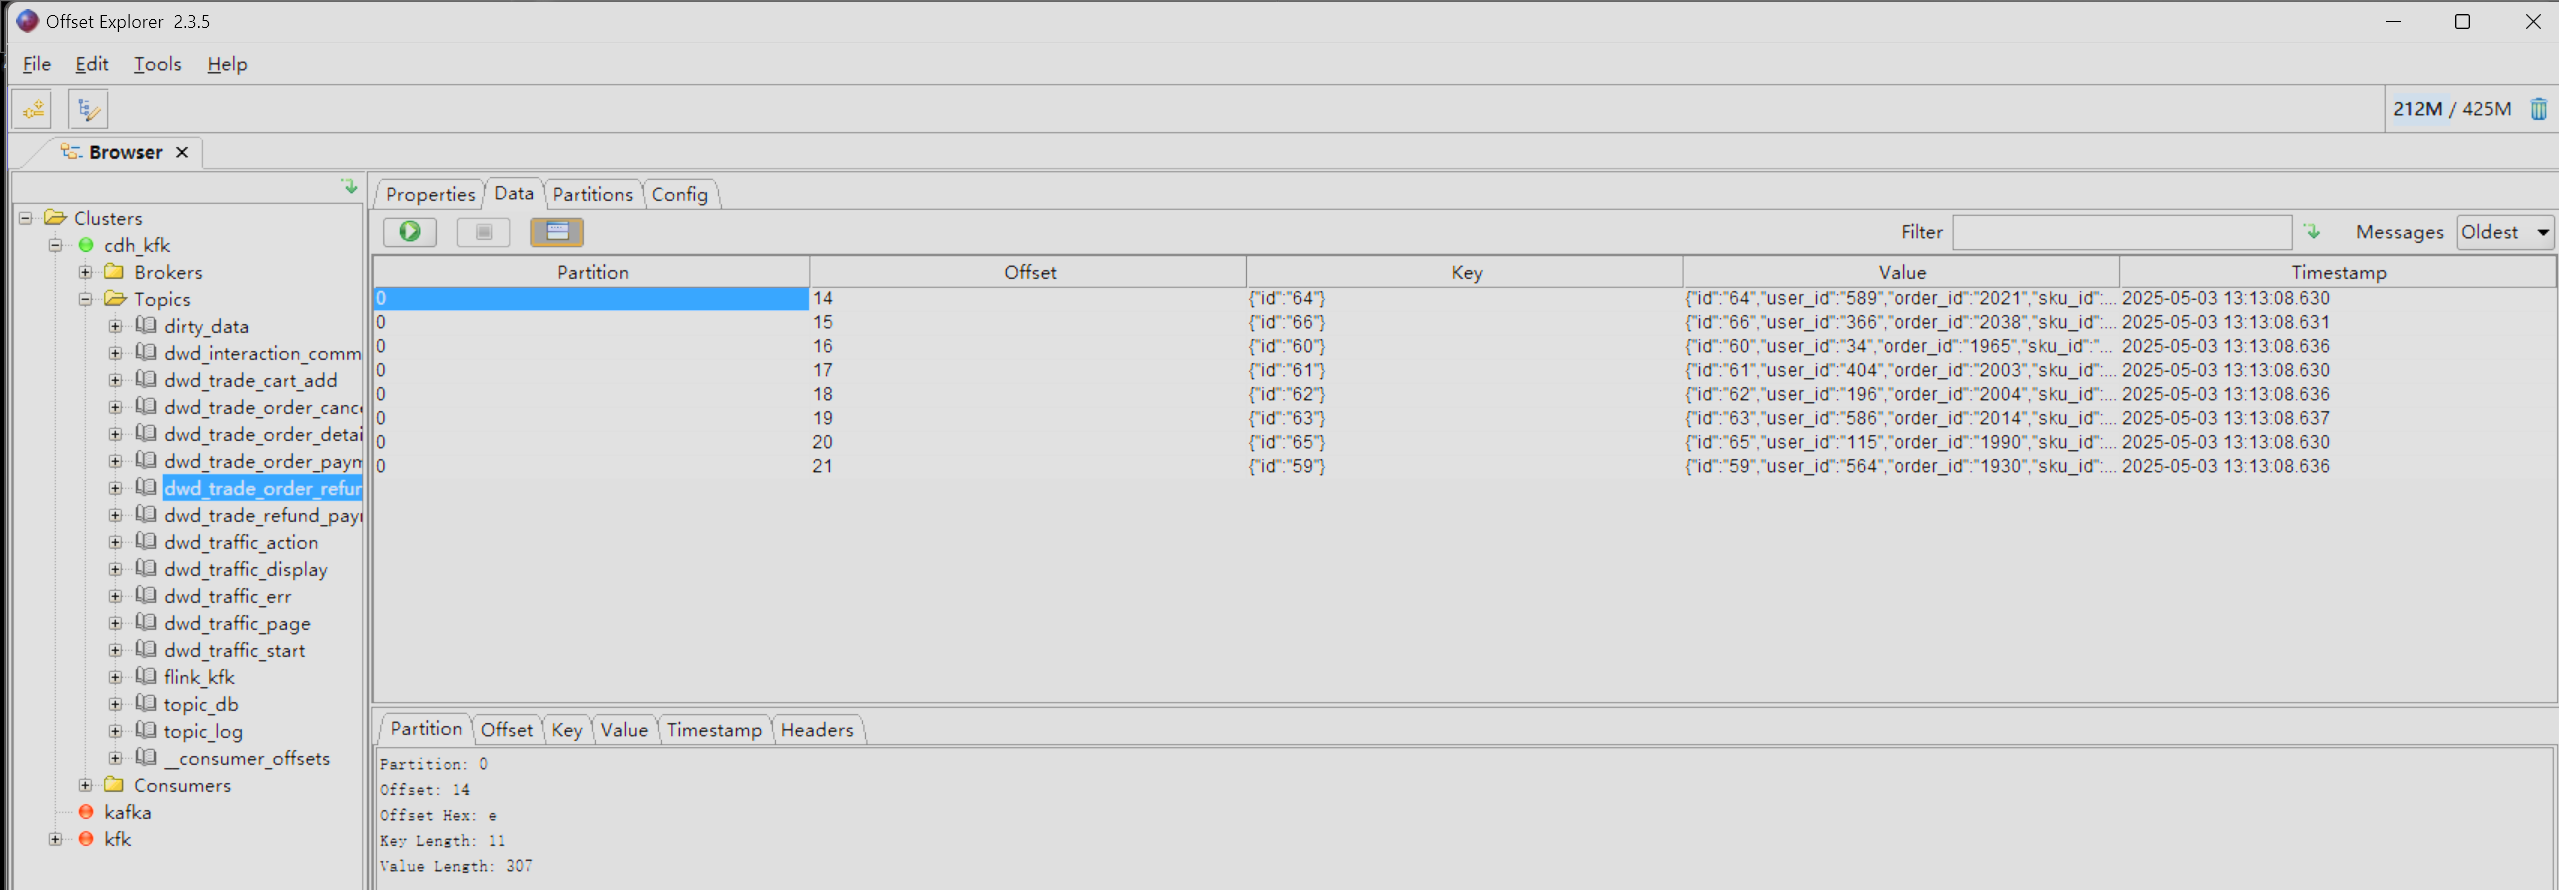 Offset Explorer 2.3.5
File Edit Tools Help
212M / 425M
Browser
Properties Data Partitions Config
Clusters
cdh_kfk
Brokers
Topics
dirty_data
dwd_interaction_comm
dwd_trade_cart_add
dwd_trade_order_canc
dwd_trade_order_detai
dwd_trade_order_paym
dwd_trade_order_refur
dwd_trade_refund_payr
dwd_traffic_action
dwd_traffic_display
dwd_traffic_err
dwd_traffic_page
dwd_traffic_start
flink_kfk
topic_db
topic_log
__consumer_offsets
Consumers
kafka
kfk
Filter Messages Oldest
Partition Offset Key Value Timestamp
0 14 {"id":"64"} {"id":"64","user_id":"589","order_id":"2021","sku_id":... 2025-05-03 13:13:08.630
0 15 {"id":"66"} {"id":"66","user_id":"366","order_id":"2038","sku_id":... 2025-05-03 13:13:08.631
0 16 {"id":"60"} {"id":"60","user_id":"34","order_id":"1965","sku_id":"... 2025-05-03 13:13:08.636
0 17 {"id":"61"} {"id":"61","user_id":"404","order_id":"2003","sku_id":... 2025-05-03 13:13:08.630
0 18 {"id":"62"} {"id":"62","user_id":"196","order_id":"2004","sku_id":... 2025-05-03 13:13:08.636
0 19 {"id":"63"} {"id":"63","user_id":"586","order_id":"2014","sku_id":... 2025-05-03 13:13:08.637
0 20 {"id":"65"} {"id":"65","user_id":"115","order_id":"1990","sku_id":... 2025-05-03 13:13:08.630
0 21 {"id":"59"} {"id":"59","user_id":"564","order_id":"1930","sku_id":... 2025-05-03 13:13:08.636
Partition Offset Key Value Timestamp Headers
Partition: 0
Offset: 14
Offset Hex: e
Key Length: 11
Value Length: 307